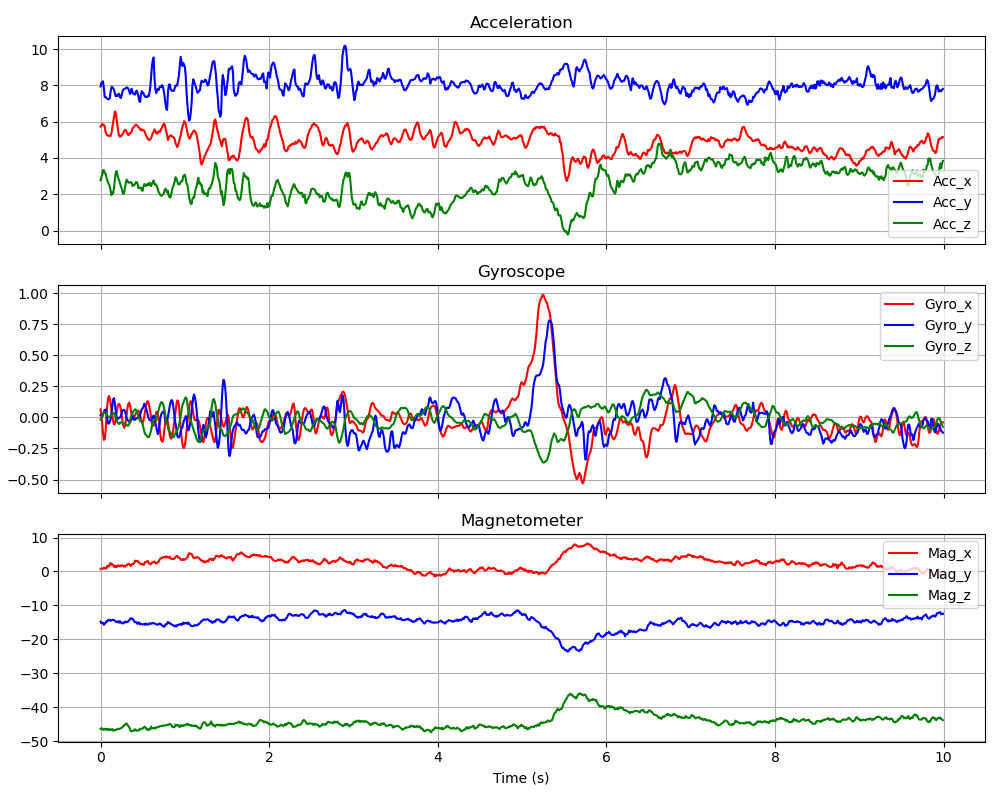 Acceleration
10
8
6
4
2
0
Acc_x
Acc_y
Acc_z
Gyroscope
1.00
0.75
0.50
0.25
0.00
−0.25
−0.50
Gyro_x
Gyro_y
Gyro_z
Magnetometer
10
0
−10
−20
−30
−40
−50
Mag_x
Mag_y
Mag_z
0 2 4 6 8 10
Time (s)